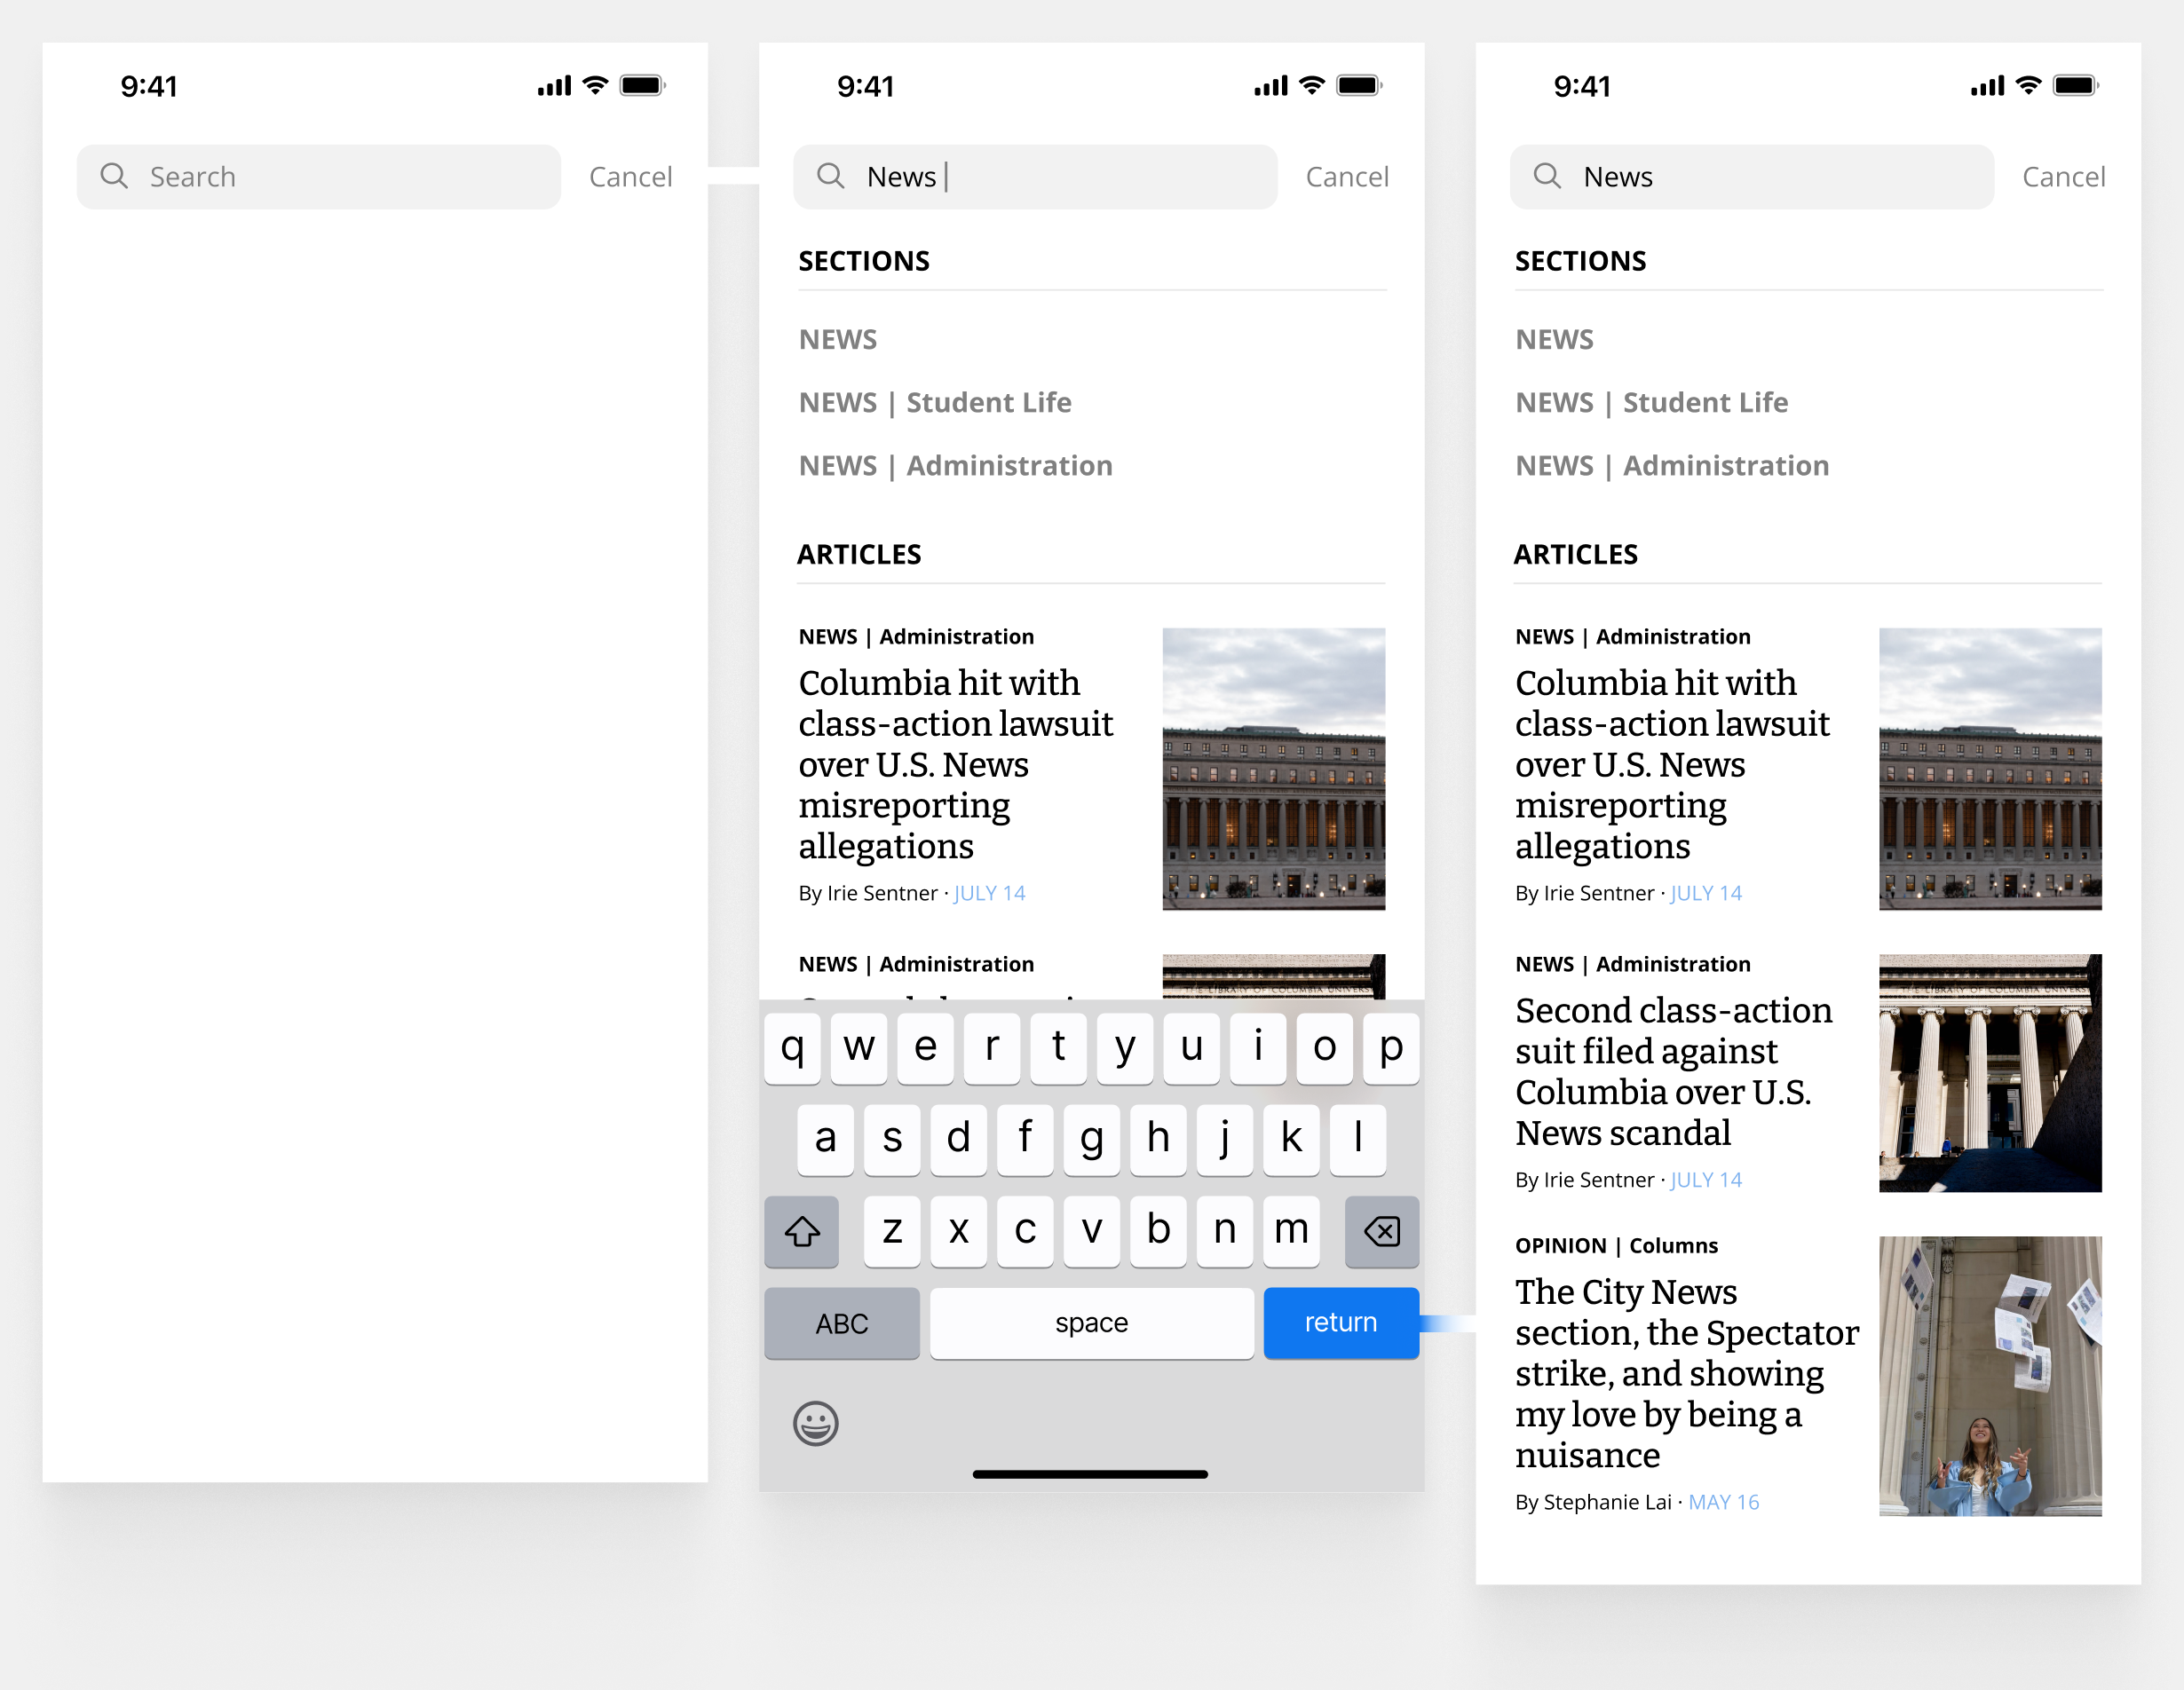 9:41
Search
Cancel
9:41
News
Cancel
SECTIONS
NEWS
NEWS | Student Life
NEWS | Administration
ARTICLES
NEWS | Administration
Columbia hit with
class-action lawsuit
over U.S. News
misreporting
allegations
By Irie Sentner · JULY 14
NEWS | Administration
q w e r t y u i o p
a s d f g h j k l
z x c v b n m
ABC
space
return
9:41
News
Cancel
SECTIONS
NEWS
NEWS | Student Life
NEWS | Administration
ARTICLES
NEWS | Administration
Columbia hit with
class-action lawsuit
over U.S. News
misreporting
allegations
By Irie Sentner · JULY 14
NEWS | Administration
Second class-action
suit filed against
Columbia over U.S.
News scandal
By Irie Sentner · JULY 14
THE LIBRARY OF COLUMBIA
OPINION | Columns
The City News
section, the Spectator
strike, and showing
my love by being a
nuisance
By Stephanie Lai · MAY 16